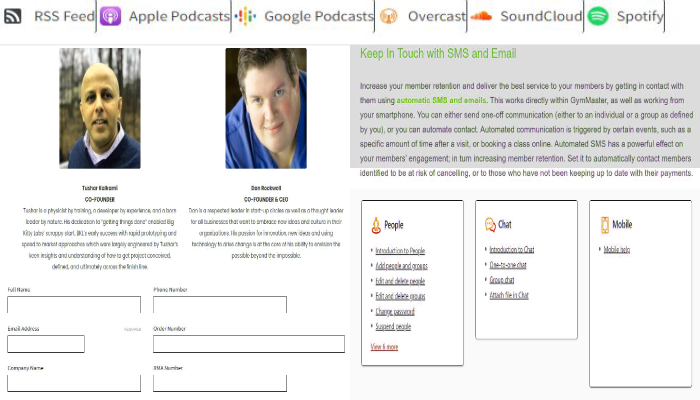 RSS Feed Apple Podcasts Google Podcasts Overcast SoundCloud Spotify
Tushar Kulkarni
CO-FOUNDER
Tushar is a physicist by training, a developer by experience, and a born
leader by nature. His dedication to "getting things done" enabled Big
Kitty Labs' scrappy start. BKL's early success with rapid prototyping and
speed to market approaches which were largely engineered by Tushar's
keen insights and understanding of how to get project conceived,
defined, and ultimately across the finish line.
Dan Rockwell
CO-FOUNDER & CEO
Dan is a respected leader in start-up circles as well as a thought leader
for all businesses that want to embrace new ideas and culture in their
organisations. His passion for innovation, new ideas and using
technology to drive change is at the core of his ability to envision the
possible beyond the impossible.
Full Name
Phone Number
Email Address
Order Number
Company Name
RMA Number
Keep In Touch with SMS and Email
Increase your member retention and deliver the best service to your members by getting in contact with
them using automatic SMS and emails. This works directly within GymMaster, as well as working from
your smartphone. You can either send one-off communication (either to an individual or a group as defined
by you), or you can automate contact. Automated communication is triggered by certain events, such as a
specific amount of time after a visit, or booking a class online. Automated SMS has a powerful effect on
your members' engagement; in turn increasing member retention. Set it to automatically contact members
identified to be at risk of cancelling, or to those who have not been keeping up to date with their payments.
People
Introduction to People
Add people and groups
Edit and delete people
Edit and delete groups
Change password
Suspend people
View 6 more
Chat
Introduction to Chat
One-to-one chat
Group chat
Attach file in Chat
Mobile
Mobile help